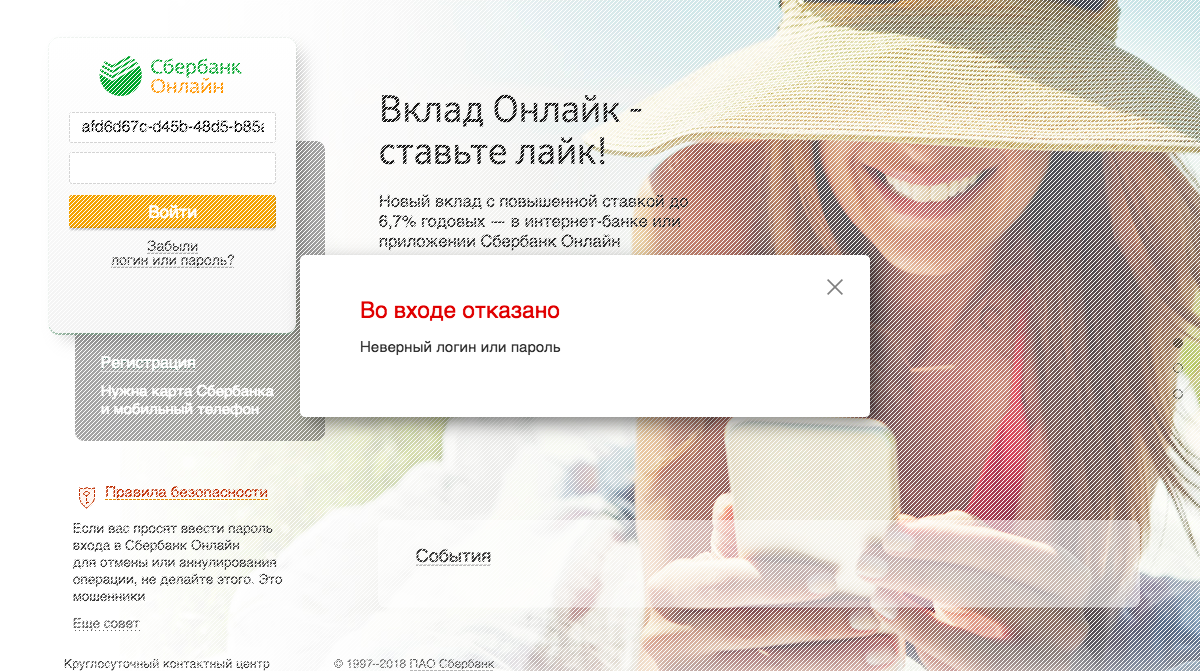 Сбербанк
Онлайн
afd6d67c-d45b-48d5-b85a
Войти
Забыли
логин или пароль?
Регистрация
Нужна карта Сбербанка
и мобильный телефон
Вклад Онлайк -
ставьте лайк!
Новый вклад с повышенной ставкой до
6,7% годовых — в интернет-банке или
приложении Сбербанк Онлайн
Во входе отказано
Неверный логин или пароль
Правила безопасности
Если вас просят ввести пароль
входа в Сбербанк Онлайн
для отмены или аннулирования
операции, не делайте этого. Это
мошенники
Еще совет
События
Круглосуточный контактный центр
© 1997–2018 ПАО Сбербанк